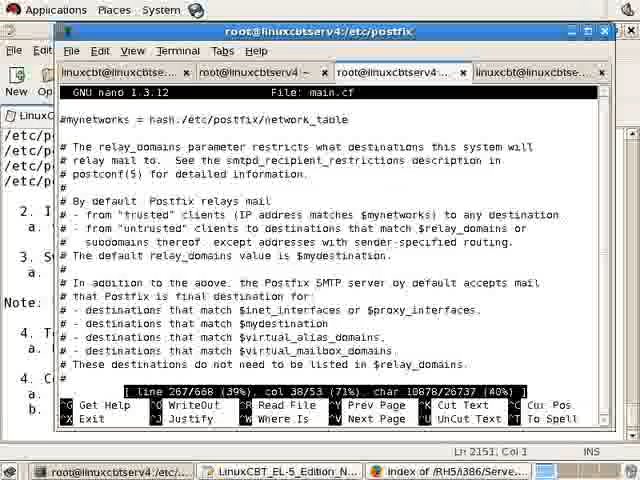 Applications Places System
root@linuxcbtserv4:/etc/postfix
File Edit View Terminal Tabs Help
linuxcbt@linuxcbtse... root@linuxcbtserv4:~ root@linuxcbtserv4:... linuxcbt@linuxcbtse...
GNU nano 1.3.12 File: main.cf
#mynetworks = hash:/etc/postfix/network_table
# The relay_domains parameter restricts what destinations this system will
# relay mail to. See the smtpd_recipient_restrictions description in
# postconf(5) for detailed information.
#
# By default Postfix relays mail
# - from "trusted" clients (IP address matches $mynetworks) to any destination
# - from "untrusted" clients to destinations that match $relay_domains or
# subdomains thereof except addresses with sender-specified routing.
# The default relay_domains value is $mydestination.
#
# In addition to the above, the Postfix SMTP server by default accepts mail
# that Postfix is final destination for:
# - destinations that match $inet_interfaces or $proxy_interfaces,
# - destinations that match $mydestination
# - destinations that match $virtual_alias_domains,
# - destinations that match $virtual_mailbox_domains.
# These destinations do not need to be listed in $relay_domains.
#
[ line 267/668 (39%), col 38/53 (71%), char 10878/26737 (40%) ]
^G Get Help ^O WriteOut ^R Read File ^Y Prev Page ^K Cut Text ^C Cur Pos
^X Exit ^J Justify ^W Where Is ^V Next Page ^U UnCut Text ^T To Spell
File Edit
New Op
LinuxC
/etc/po
/etc/po
/etc/po
/etc/po
2. I
a.
3. S
a.
Note:
4. T
a.
4. C
a.
b.
Ln 2151, Col 1 INS
root@linuxcbtserv4:/etc/... LinuxCBT_EL-5_Edition_N... Index of /RH5/i386/Serve...